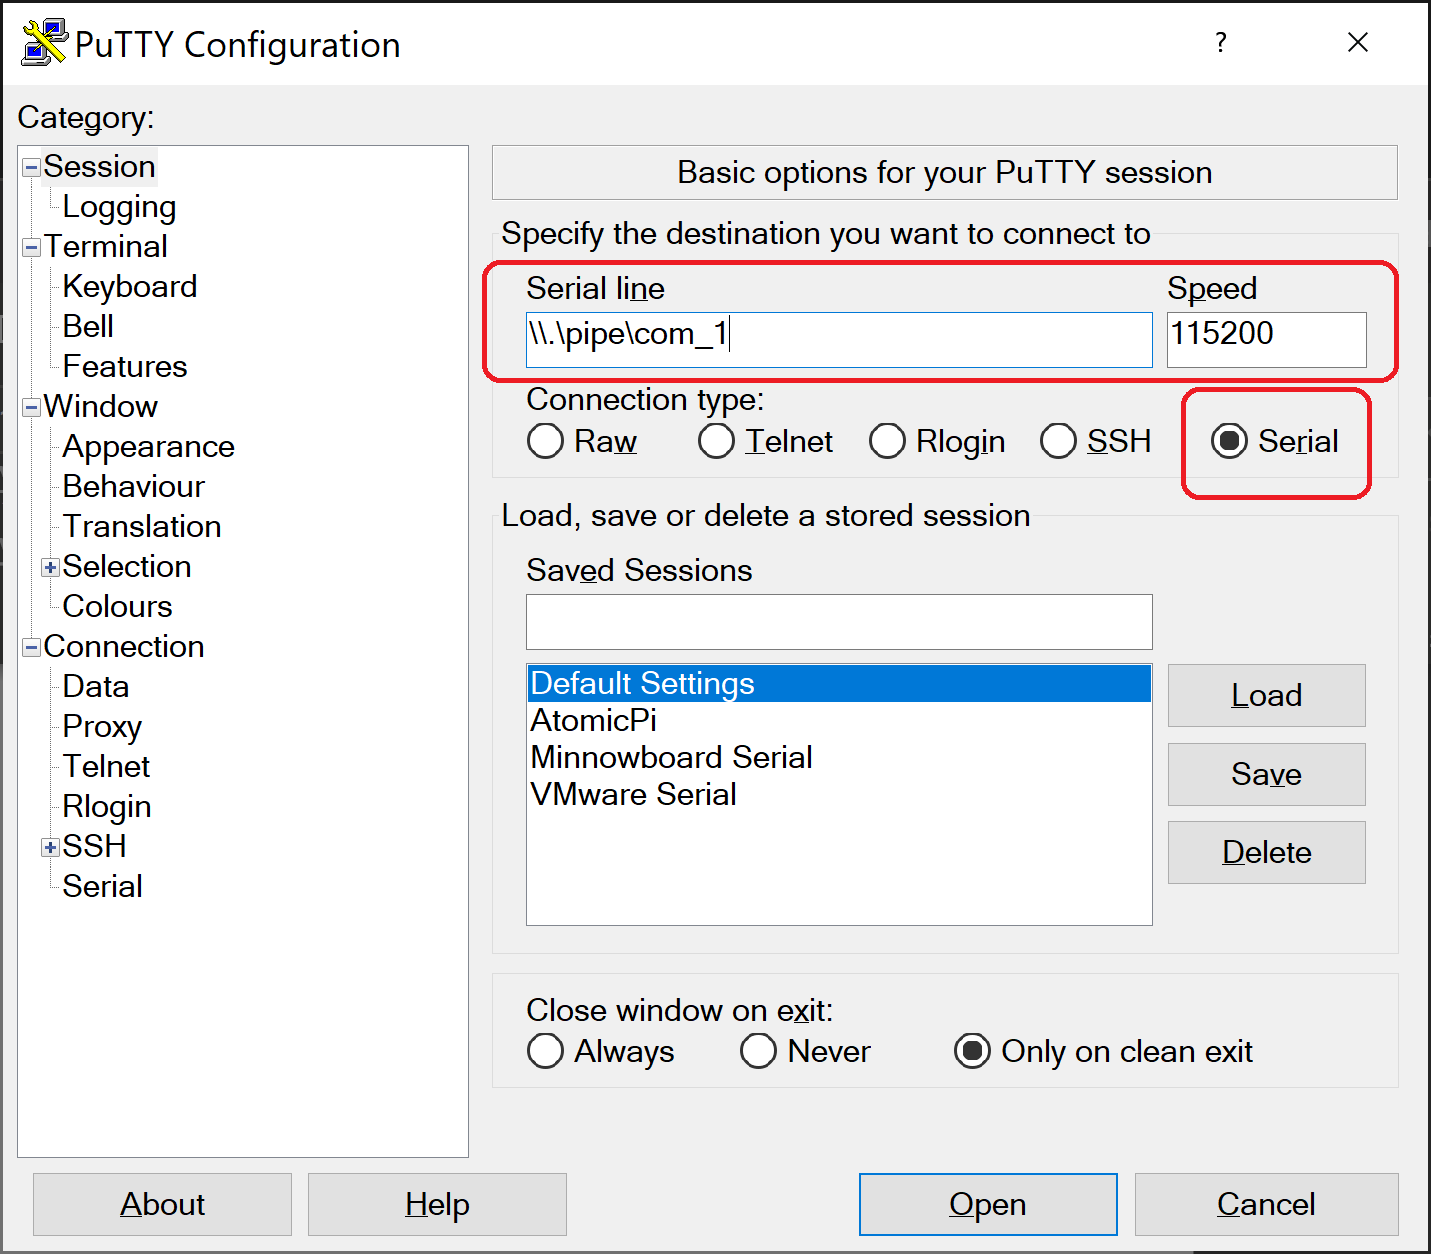 PuTTY Configuration
?
Category:
Session
Logging
Terminal
Keyboard
Bell
Features
Window
Appearance
Behaviour
Translation
Selection
Colours
Connection
Data
Proxy
Telnet
Rlogin
SSH
Serial
Basic options for your PuTTY session
Specify the destination you want to connect to
Serial line Speed
\\.\pipe\com_1 115200
Connection type:
Raw Telnet Rlogin SSH Serial
Load, save or delete a stored session
Saved Sessions
Default Settings
AtomicPi
Minnowboard Serial
VMware Serial
Load
Save
Delete
Close window on exit:
Always Never Only on clean exit
About Help Open Cancel